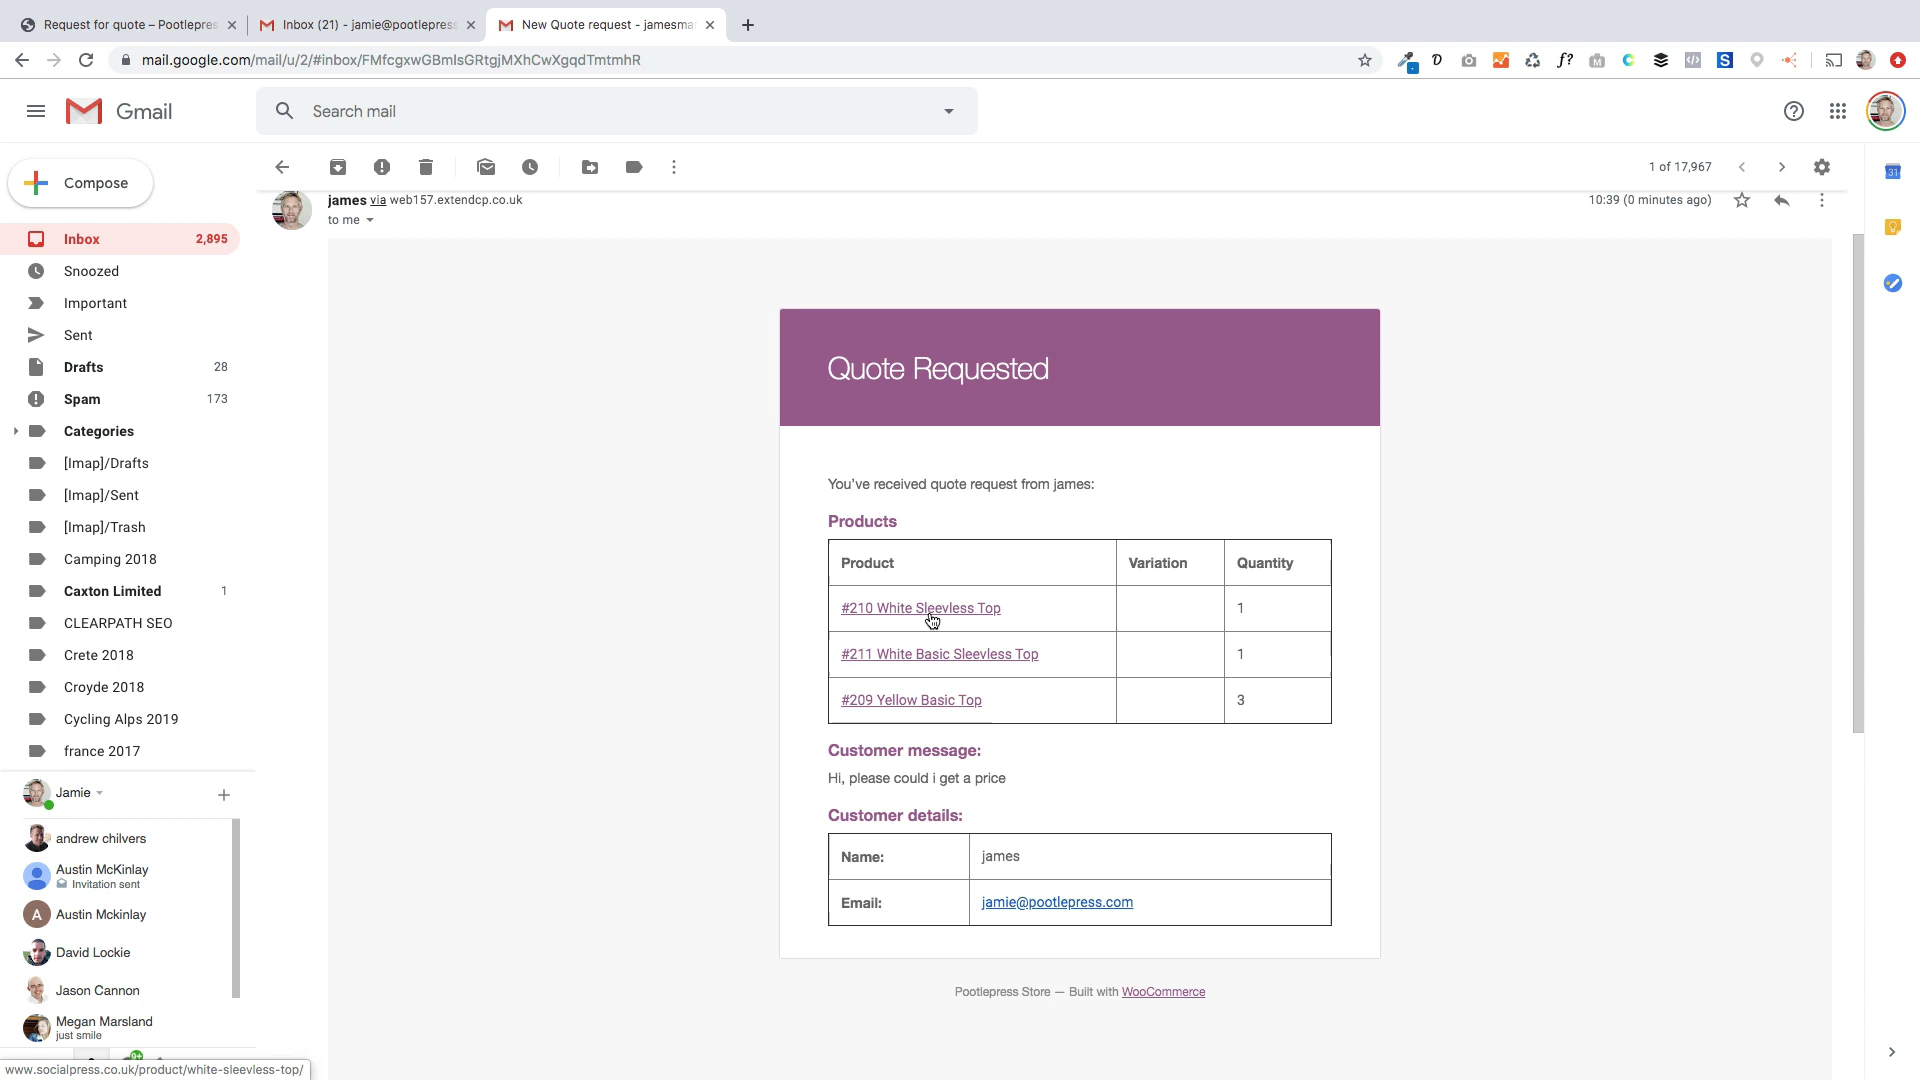 Request for quote – Pootlepres
Inbox (21) - jamie@pootlepress
New Quote request - jamesmar
mail.google.com/mail/u/2/#inbox/FMfcgxwGBmlsGRtgjMXhCwXgqdTmtmhR
Gmail
Search mail
Compose
1 of 17,967
Inbox 2,895
Snoozed
Important
Sent
Drafts 28
Spam 173
Categories
[Imap]/Drafts
[Imap]/Sent
[Imap]/Trash
Camping 2018
Caxton Limited 1
CLEARPATH SEO
Crete 2018
Croyde 2018
Cycling Alps 2019
france 2017
Jamie
andrew chilvers
Austin McKinlay
Invitation sent
A Austin Mckinlay
David Lockie
Jason Cannon
Megan Marsland
just smile
9+
www.socialpress.co.uk/product/white-sleevless-top/
james via web157.extendcp.co.uk
to me
10:39 (0 minutes ago)
Quote Requested
You've received quote request from james:
Products
Product Variation Quantity
#210 White Sleevless Top 1
#211 White Basic Sleevless Top 1
#209 Yellow Basic Top 3
Customer message:
Hi, please could i get a price
Customer details:
Name: james
Email: jamie@pootlepress.com
Pootlepress Store — Built with WooCommerce
31